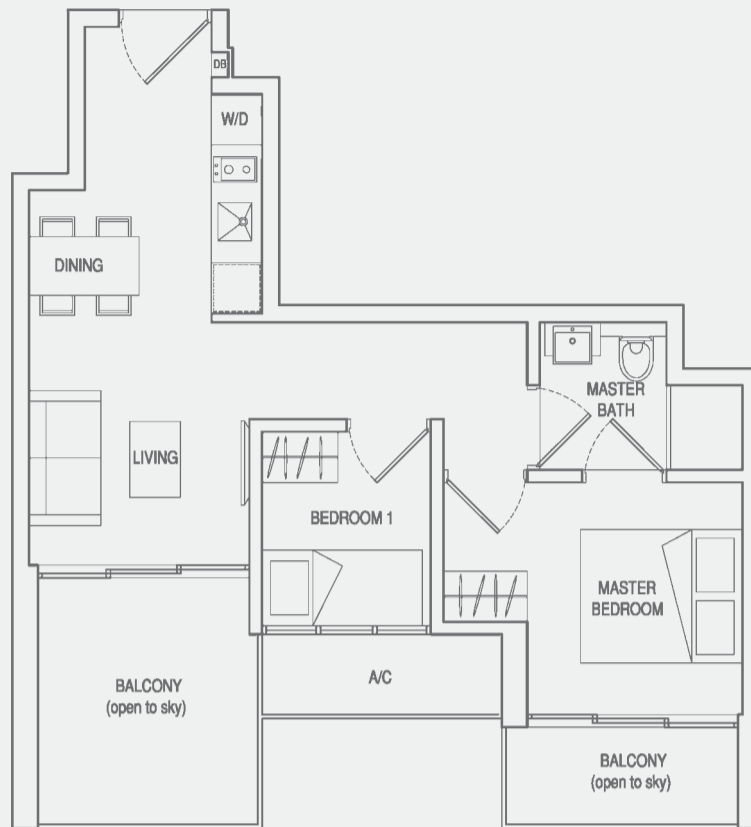 DB
W/D
DINING
MASTER
BATH
LIVING
BEDROOM 1
MASTER
BEDROOM
A/C
BALCONY
(open to sky)
BALCONY
(open to sky)